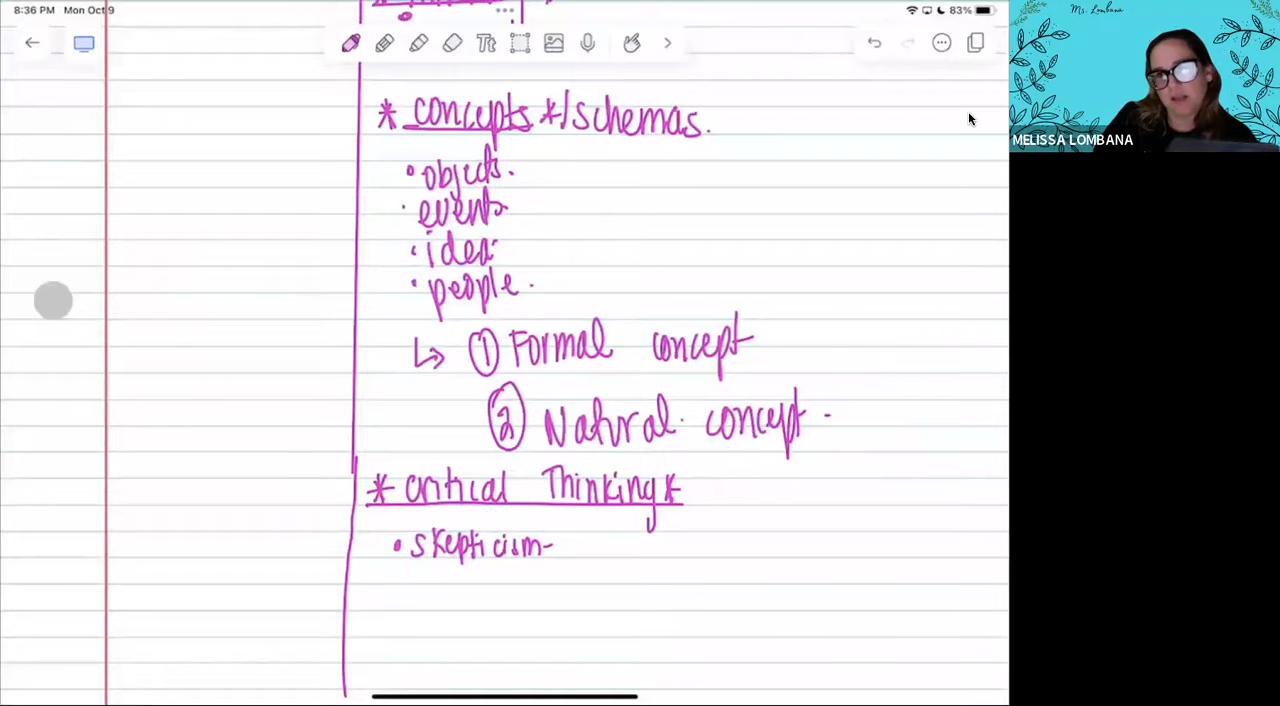 8:36 PM Mon Oct 9
83%
Ms. Lombana
Tt
MELISSA LOMBANA
* concepts */schemas.
• objects.
• events
• idea
• people.
↳ ① Formal concept
② Natural concept.
* critical Thinking *
• skepticism-